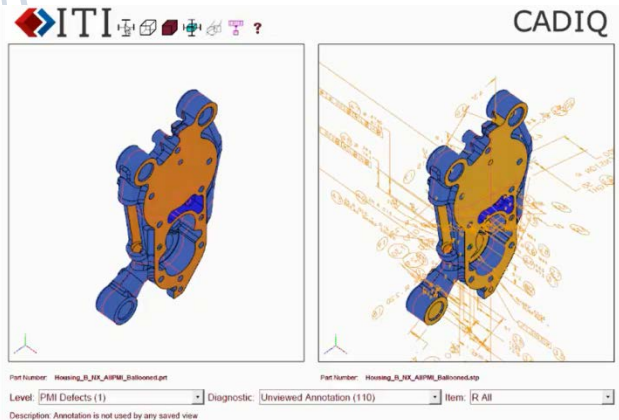 ITI
?
CADIQ
Part Number: Housing_B_NX_AllPMI_Ballooned.prt
Part Number: Housing_B_NX_AllPMI_Ballooned.stp
Level: PMI Defects (1) Diagnostic: Unviewed Annotation (110) Item: R All
Description: Annotation is not used by any saved view